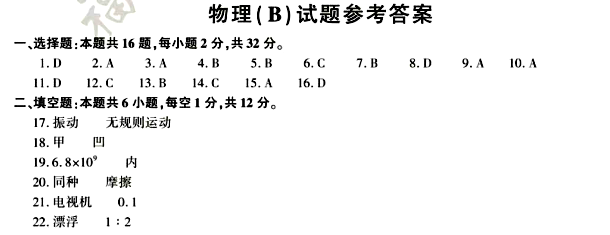 物理(B)试题参考答案
一、选择题:本题共16题,每小题2分,共32分。
1.D 2.A 3.A 4.B 5.B 6.C 7.B 8.D 9.A 10.A
11.D 12.C 13.B 14.C 15.A 16.D
二、填空题:本题共6小题,每空1分,共12分。
17.振动 无规则运动
18.甲 凹
19.6.8×10⁹ 内
20.同种 摩擦
21.电视机 0.1
22.漂浮 1∶2